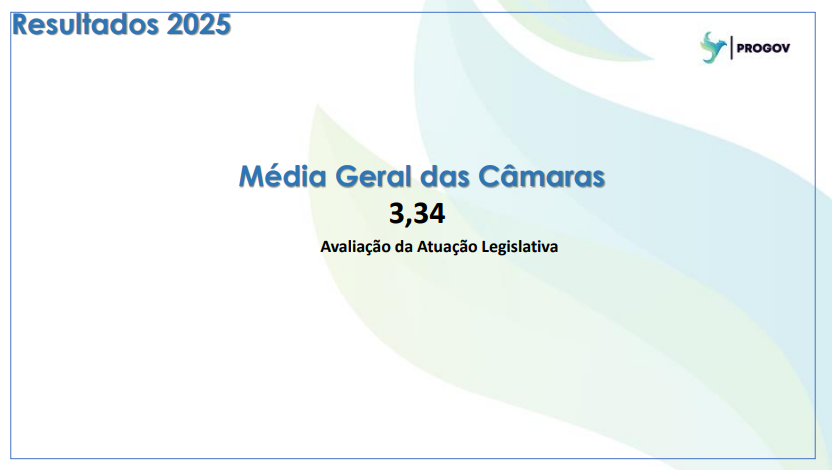 Resultados 2025
PROGOV
Média Geral das Câmaras
3,34
Avaliação da Atuação Legislativa